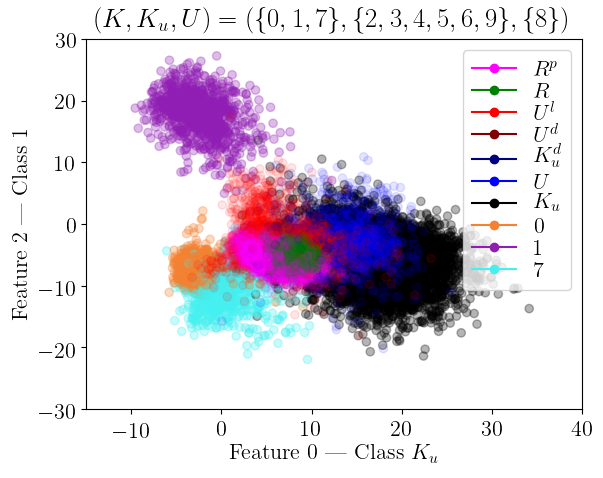 (K, K_u, U) = ({0, 1, 7}, {2, 3, 4, 5, 6, 9}, {8})
30
20
10
0
−10
−20
−30
Feature 2 — Class 1
−10
0
10
20
30
40
Feature 0 — Class K_u
R^p
R
U^l
U^d
K_u^d
U
K_u
0
1
7